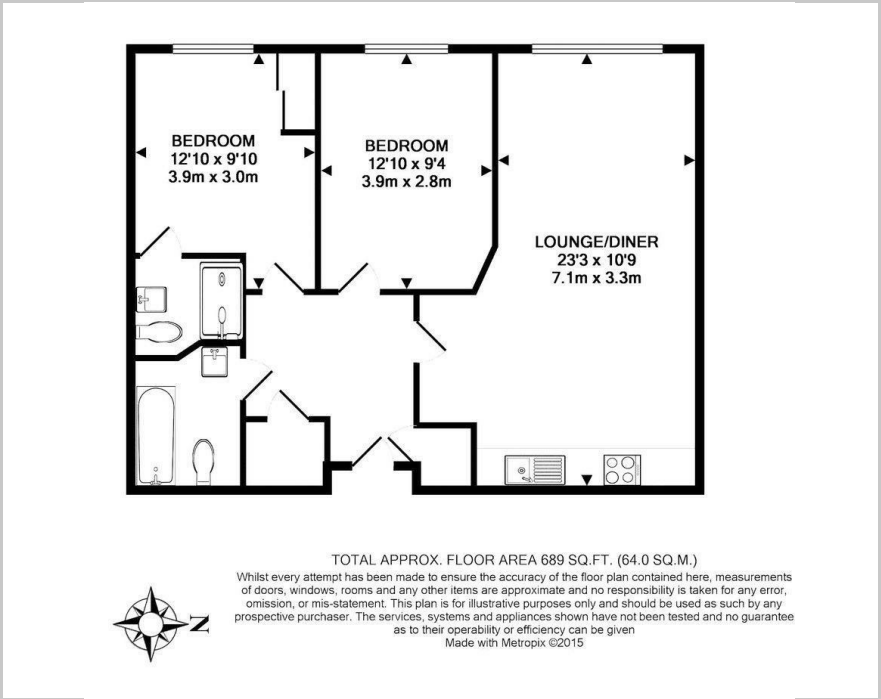 BEDROOM
12'10 x 9'10
3.9m x 3.0m
BEDROOM
12'10 x 9'4
3.9m x 2.8m
LOUNGE/DINER
23'3 x 10'9
7.1m x 3.3m
TOTAL APPROX. FLOOR AREA 689 SQ.FT. (64.0 SQ.M.)
Whilst every attempt has been made to ensure the accuracy of the floor plan contained here, measurements
of doors, windows, rooms and any other items are approximate and no responsibility is taken for any error,
omission, or mis-statement. This plan is for illustrative purposes only and should be used as such by any
prospective purchaser. The services, systems and appliances shown have not been tested and no guarantee
as to their operability or efficiency can be given
Made with Metropix ©2015
N